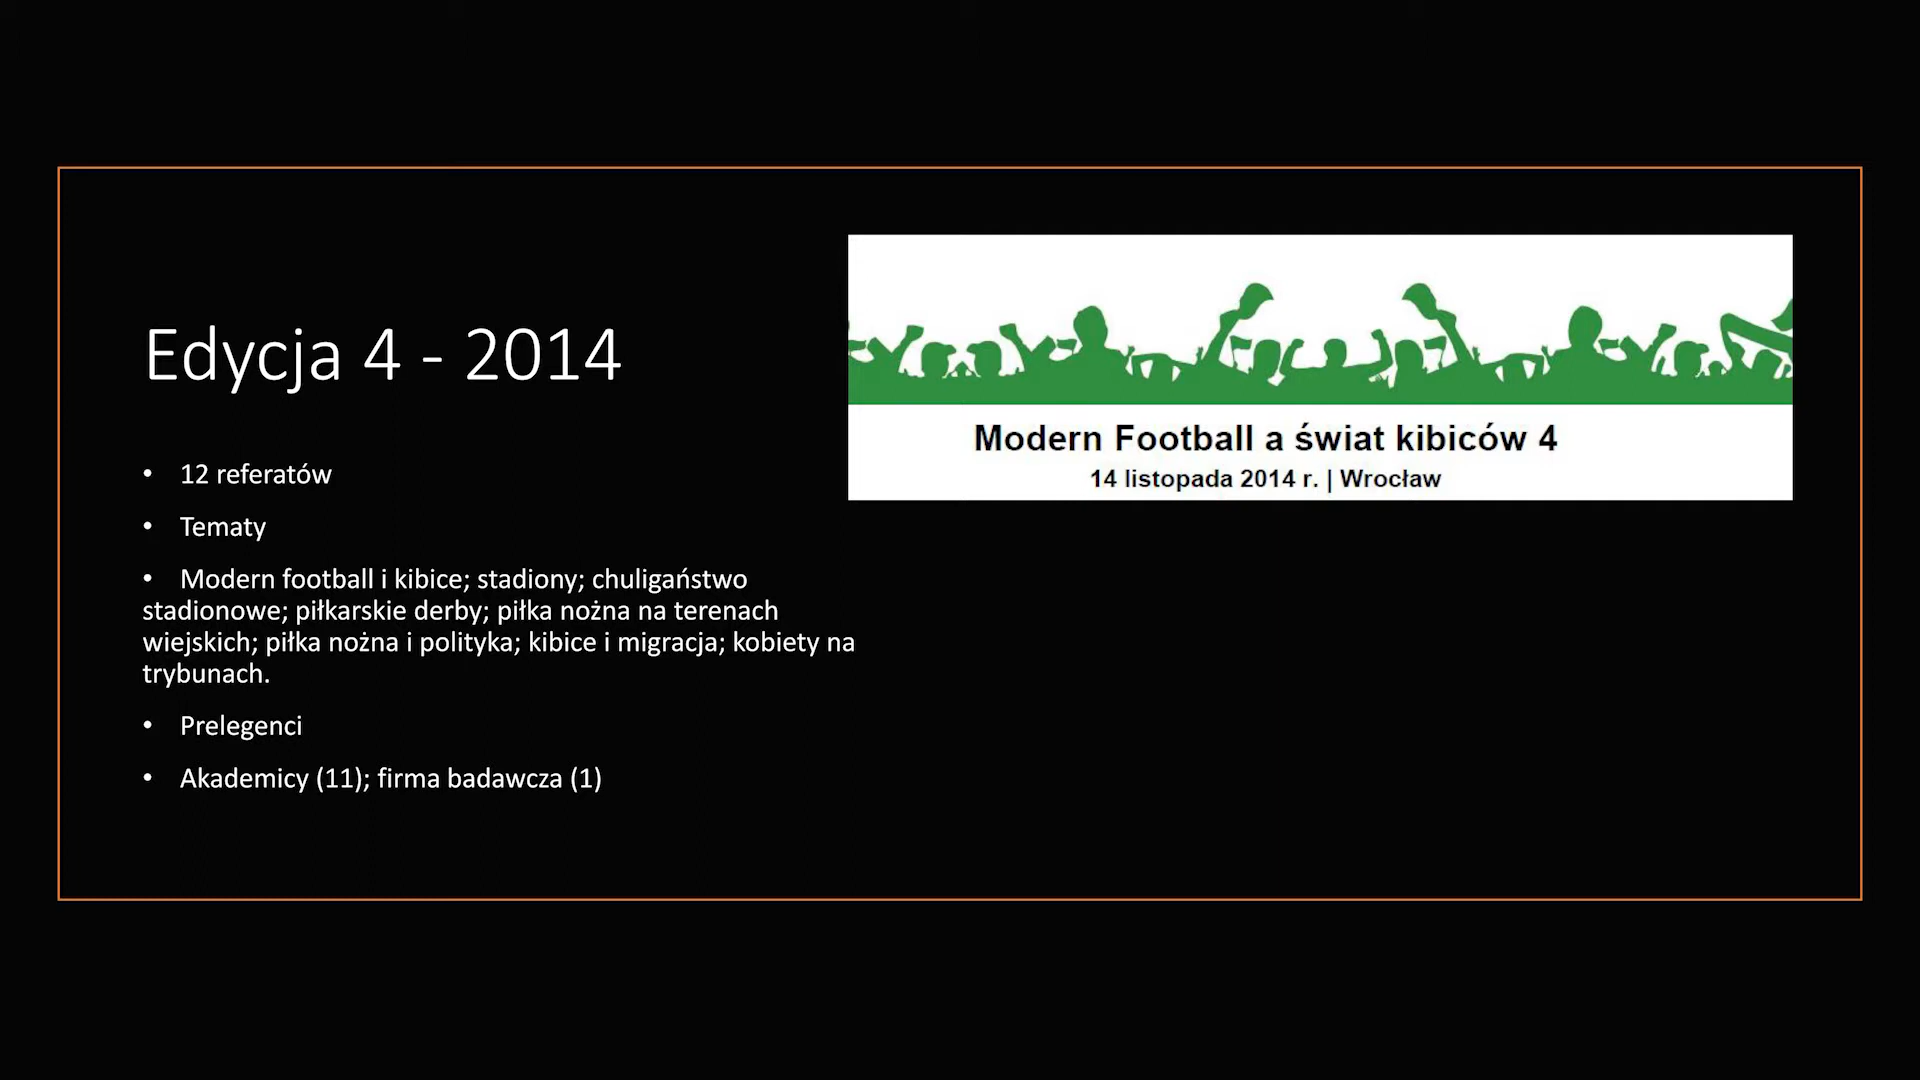 Edycja 4 - 2014
• 12 referatów
• Tematy
• Modern football i kibice; stadiony; chuligaństwo
stadionowe; piłkarskie derby; piłka nożna na terenach
wiejskich; piłka nożna i polityka; kibice i migracja; kobiety na
trybunach.
• Prelegenci
• Akademicy (11); firma badawcza (1)
Modern Football a świat kibiców 4
14 listopada 2014 r. | Wrocław